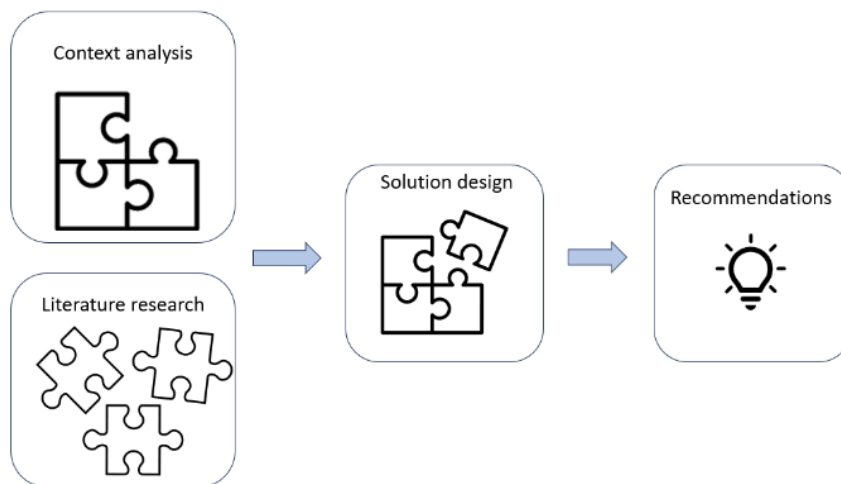 Context analysis
Literature research
Solution design
Recommendations